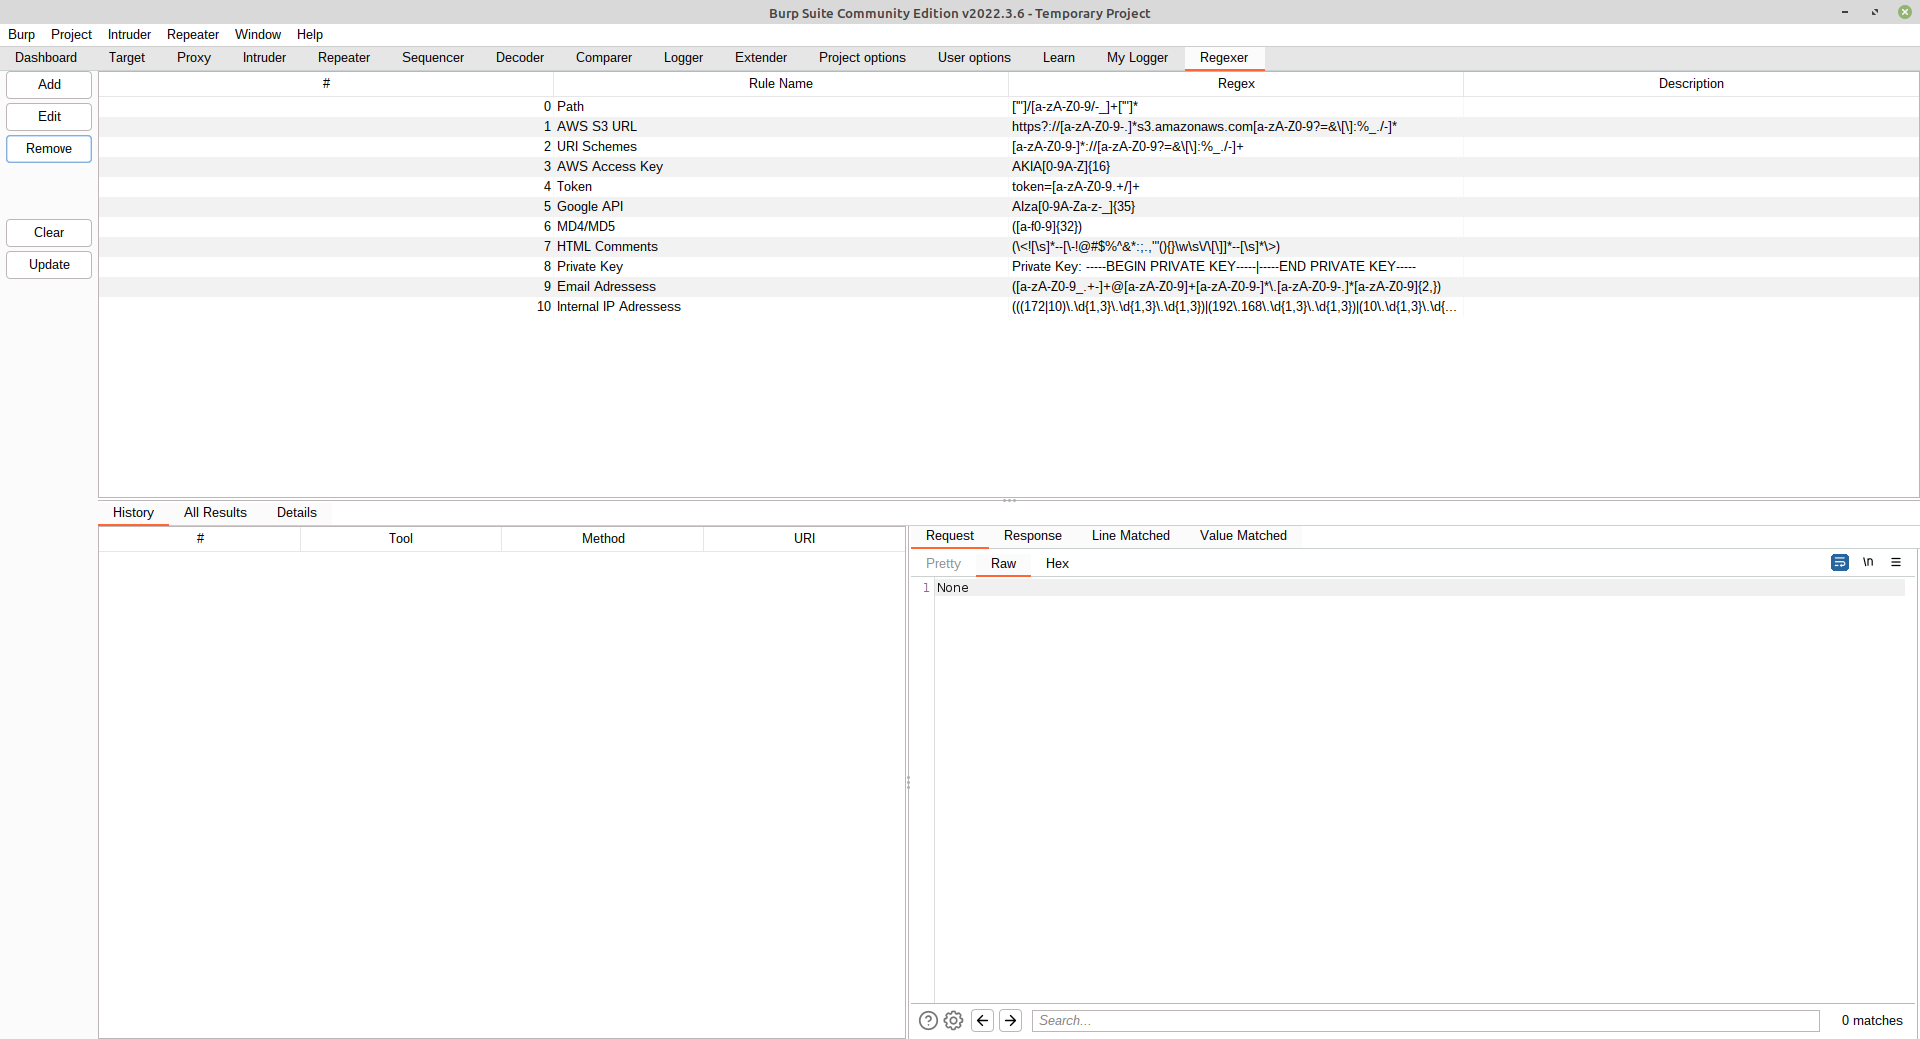 Burp Suite Community Edition v2022.3.6 - Temporary Project
Burp Project Intruder Repeater Window Help
Dashboard Target Proxy Intruder Repeater Sequencer Decoder Comparer Logger Extender Project options User options Learn My Logger Regexer
Add
Edit
Remove
Clear
Update
# Rule Name Regex Description
0 Path ["']/[a-zA-Z0-9/-_]+["']*
1 AWS S3 URL https?://[a-zA-Z0-9-.]*s3.amazonaws.com[a-zA-Z0-9?=&\[\]:%_./-]*
2 URI Schemes [a-zA-Z0-9-]*://[a-zA-Z0-9?=&\[\]:%_./-]+
3 AWS Access Key AKIA[0-9A-Z]{16}
4 Token token=[a-zA-Z0-9.+/]+
5 Google API AIza[0-9A-Za-z-_]{35}
6 MD4/MD5 ([a-f0-9]{32})
7 HTML Comments (\<![\s]*--[\-!@#$%^&*:;.,"'(){}\w\s\/\[\]]*--[\s]*\>)
8 Private Key Private Key: -----BEGIN PRIVATE KEY-----|-----END PRIVATE KEY-----
9 Email Adressess ([a-zA-Z0-9_.+-]+@[a-zA-Z0-9]+[a-zA-Z0-9-]*\.[a-zA-Z0-9-.]*[a-zA-Z0-9]{2,})
10 Internal IP Adressess (((172|10)\.\d{1,3}\.\d{1,3}\.\d{1,3})|(192\.168\.\d{1,3}\.\d{1,3})|(10\.\d{1,3}\.\d{...
History All Results Details
# Tool Method URI
Request Response Line Matched Value Matched
Pretty Raw Hex \n
1 None
Search...
0 matches